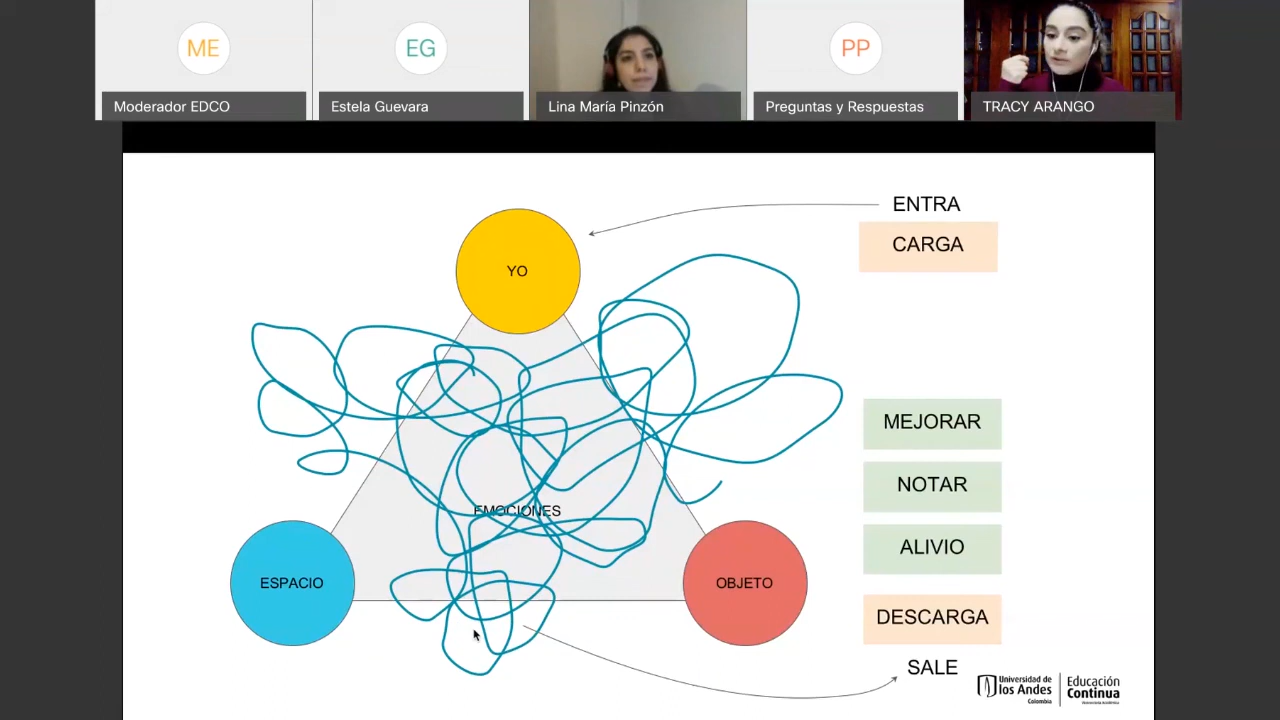 ME
EG
PP
Moderador EDCO
Estela Guevara
Lina María Pinzón
Preguntas y Respuestas
TRACY ARANGO
ENTRA
CARGA
YO
MEJORAR
NOTAR
EMOCIONES
ALIVIO
ESPACIO
OBJETO
DESCARGA
SALE
Universidad de
los Andes
Colombia
Educación
Continua